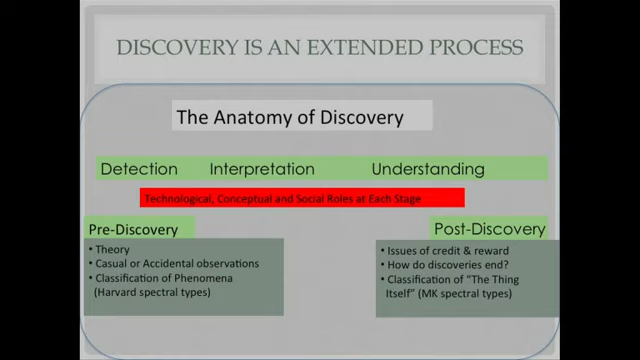 DISCOVERY IS AN EXTENDED PROCESS
The Anatomy of Discovery
Detection Interpretation Understanding
Technological, Conceptual and Social Roles at Each Stage
Pre-Discovery
• Theory
• Casual or Accidental observations
• Classification of Phenomena
(Harvard spectral types)
Post-Discovery
• Issues of credit & reward
• How do discoveries end?
• Classification of "The Thing
Itself" (MK spectral types)